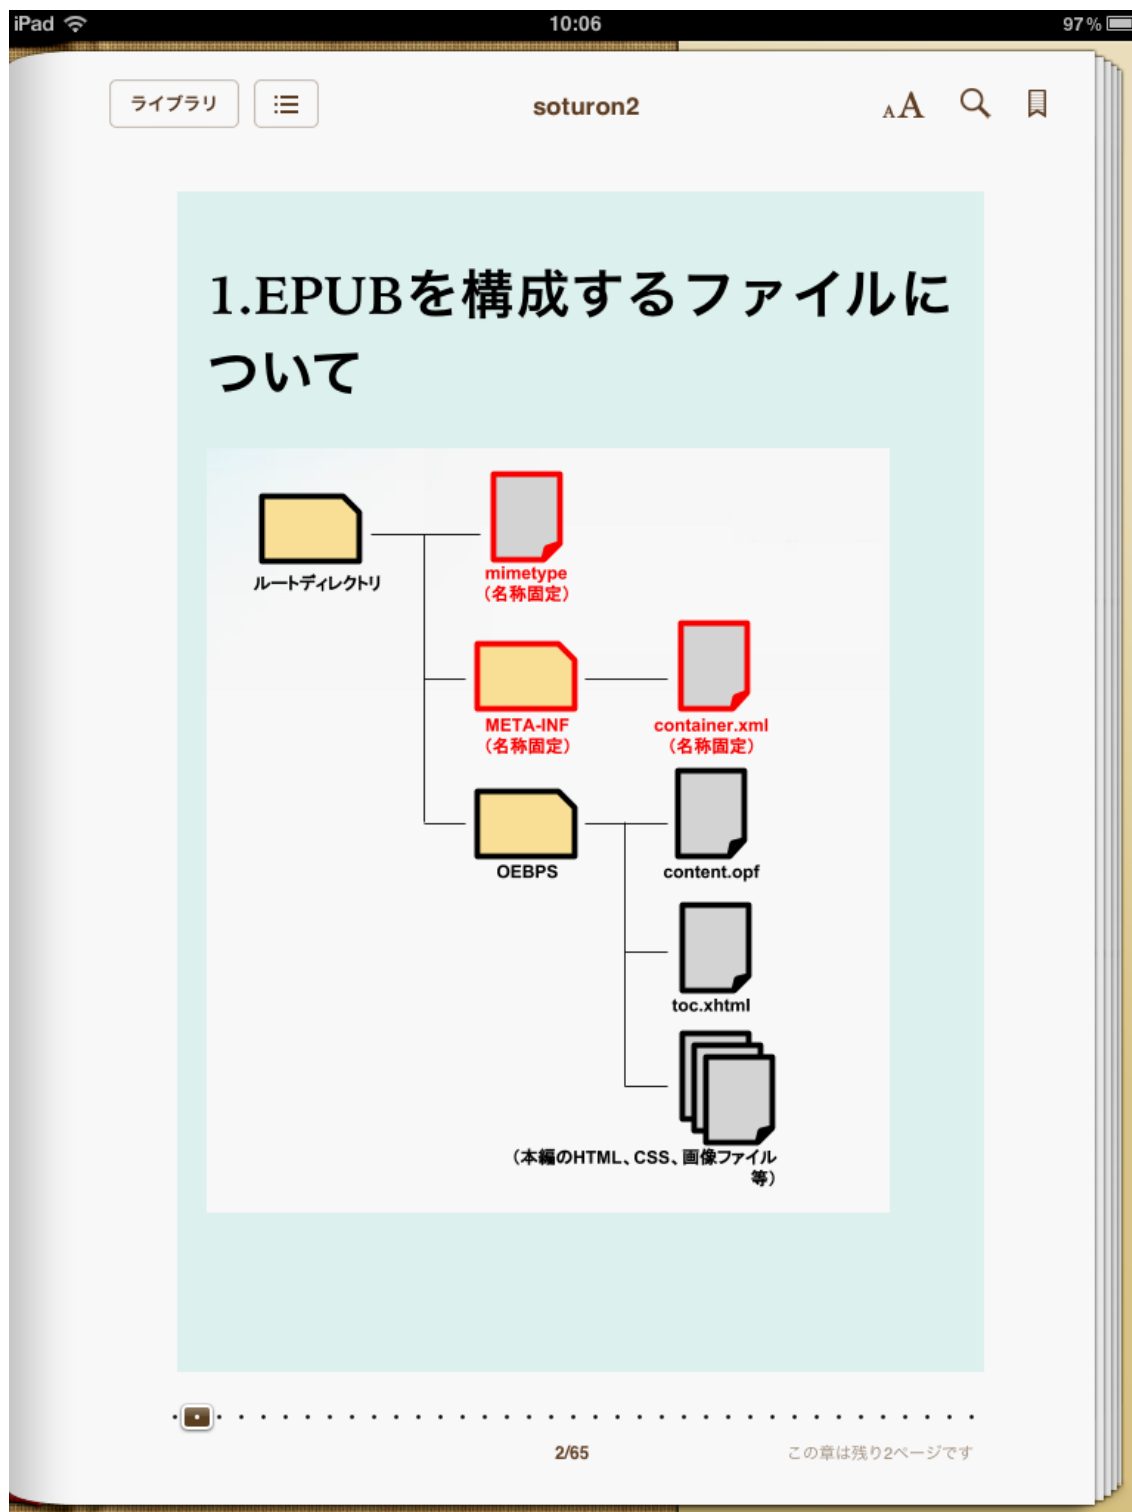 iPad 10:06 97%
ライブラリ soturon2 AA
1.EPUBを構成するファイルに
ついて
ルートディレクトリ
mimetype
（名称固定）
META-INF
（名称固定）
container.xml
（名称固定）
OEBPS
content.opf
toc.xhtml
（本編のHTML、CSS、画像ファイル
等）
2/65 この章は残り2ページです